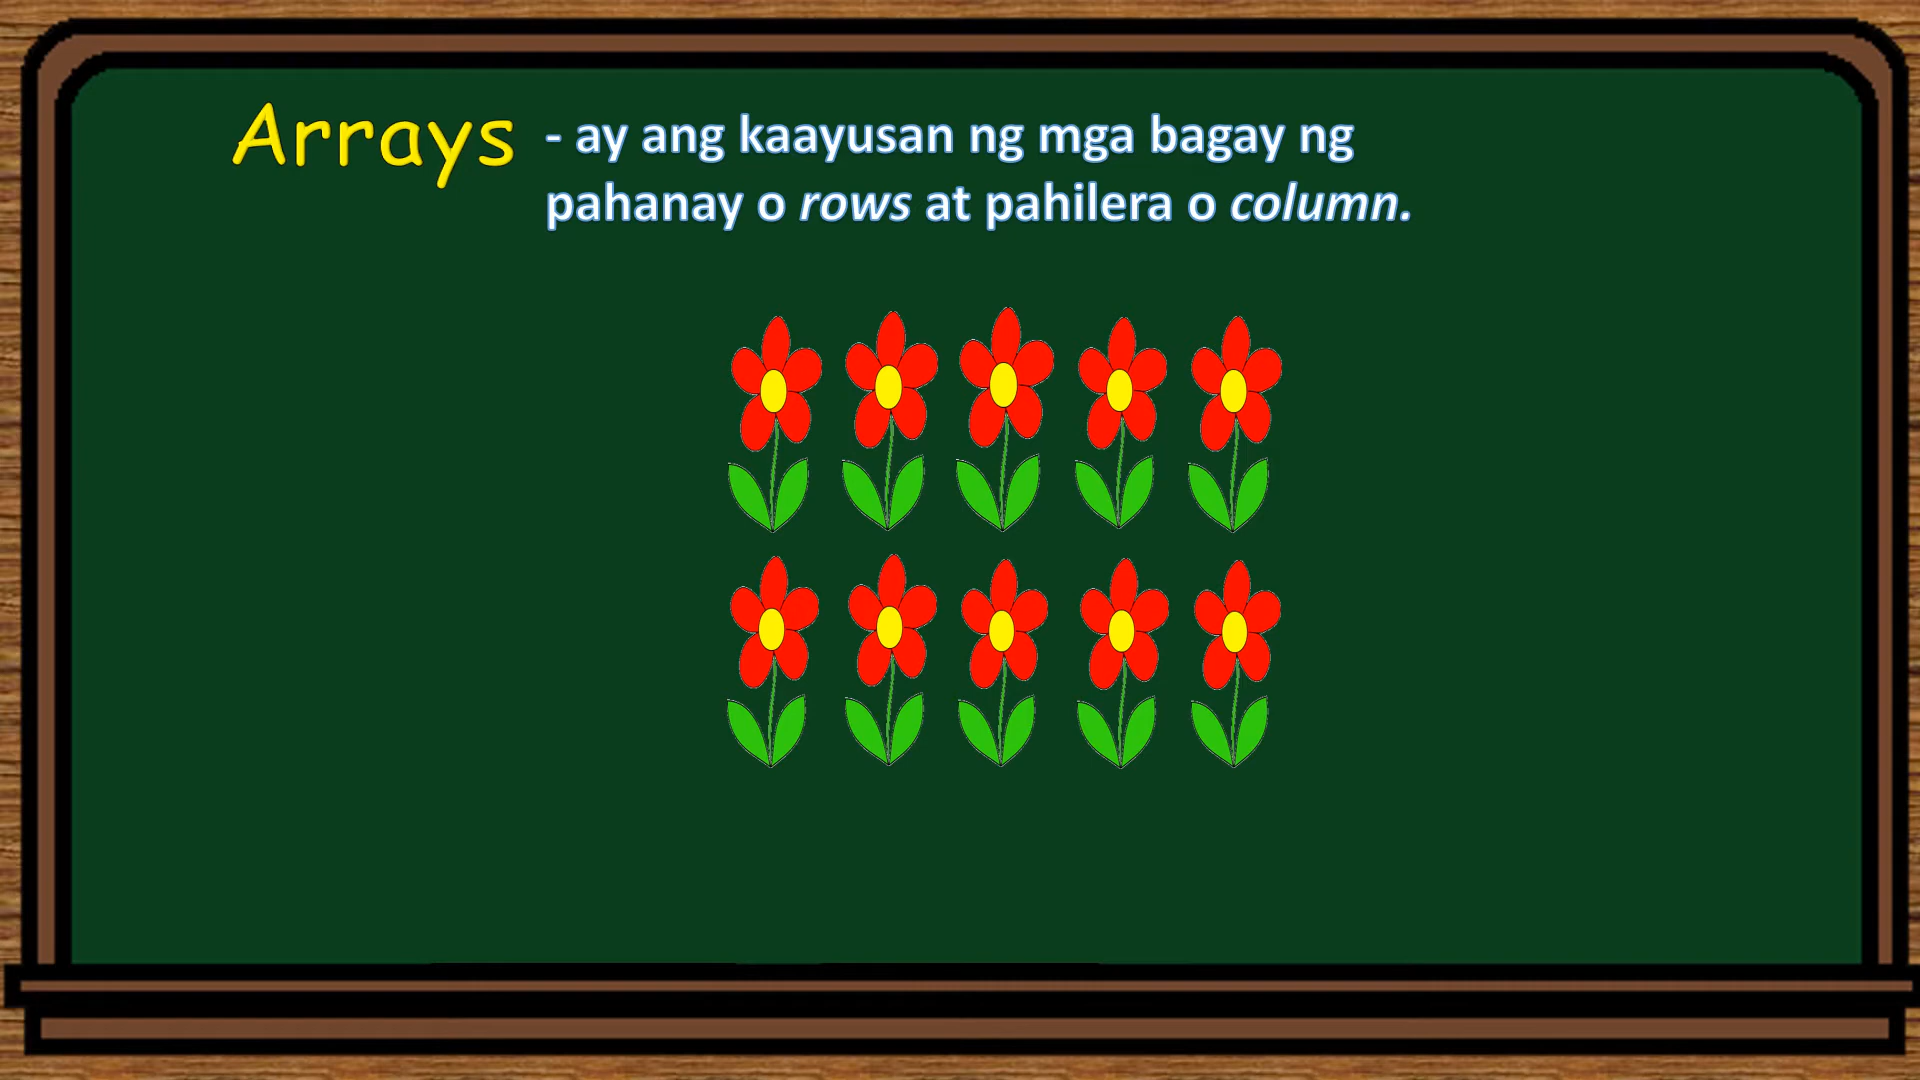 Arrays - ay ang kaayusan ng mga bagay ng
pahanay o rows at pahilera o column.